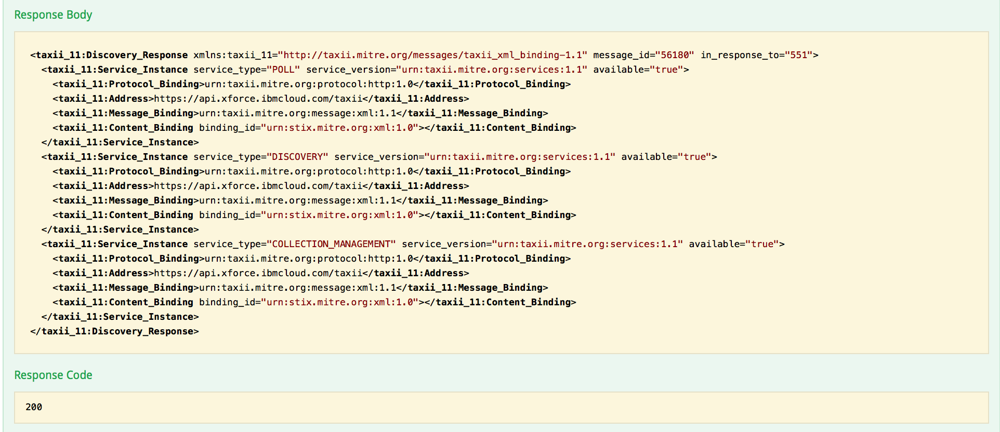 Response Body
<taxii_11:Discovery_Response xmlns:taxii_11="http://taxii.mitre.org/messages/taxii_xml_binding-1.1" message_id="56180" in_response_to="551">
  <taxii_11:Service_Instance service_type="POLL" service_version="urn:taxii.mitre.org:services:1.1" available="true">
    <taxii_11:Protocol_Binding>urn:taxii.mitre.org:protocol:http:1.0</taxii_11:Protocol_Binding>
    <taxii_11:Address>https://api.xforce.ibmcloud.com/taxii</taxii_11:Address>
    <taxii_11:Message_Binding>urn:taxii.mitre.org:message:xml:1.1</taxii_11:Message_Binding>
    <taxii_11:Content_Binding binding_id="urn:stix.mitre.org:xml:1.0"></taxii_11:Content_Binding>
  </taxii_11:Service_Instance>
  <taxii_11:Service_Instance service_type="DISCOVERY" service_version="urn:taxii.mitre.org:services:1.1" available="true">
    <taxii_11:Protocol_Binding>urn:taxii.mitre.org:protocol:http:1.0</taxii_11:Protocol_Binding>
    <taxii_11:Address>https://api.xforce.ibmcloud.com/taxii</taxii_11:Address>
    <taxii_11:Message_Binding>urn:taxii.mitre.org:message:xml:1.1</taxii_11:Message_Binding>
    <taxii_11:Content_Binding binding_id="urn:stix.mitre.org:xml:1.0"></taxii_11:Content_Binding>
  </taxii_11:Service_Instance>
  <taxii_11:Service_Instance service_type="COLLECTION_MANAGEMENT" service_version="urn:taxii.mitre.org:services:1.1" available="true">
    <taxii_11:Protocol_Binding>urn:taxii.mitre.org:protocol:http:1.0</taxii_11:Protocol_Binding>
    <taxii_11:Address>https://api.xforce.ibmcloud.com/taxii</taxii_11:Address>
    <taxii_11:Message_Binding>urn:taxii.mitre.org:message:xml:1.1</taxii_11:Message_Binding>
    <taxii_11:Content_Binding binding_id="urn:stix.mitre.org:xml:1.0"></taxii_11:Content_Binding>
  </taxii_11:Service_Instance>
</taxii_11:Discovery_Response>
Response Code
200